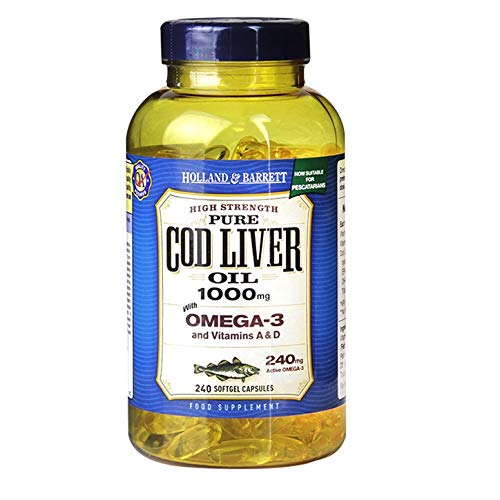 HOLLAND & BARRETT
NOW SUITABLE
FOR
PESCATARIANS
HIGH STRENGTH
PURE
COD LIVER
OIL
1000mg
With
OMEGA-3
and Vitamins A & D
240mg
Active OMEGA-3
240 SOFTGEL CAPSULES
FOOD SUPPLEMENT